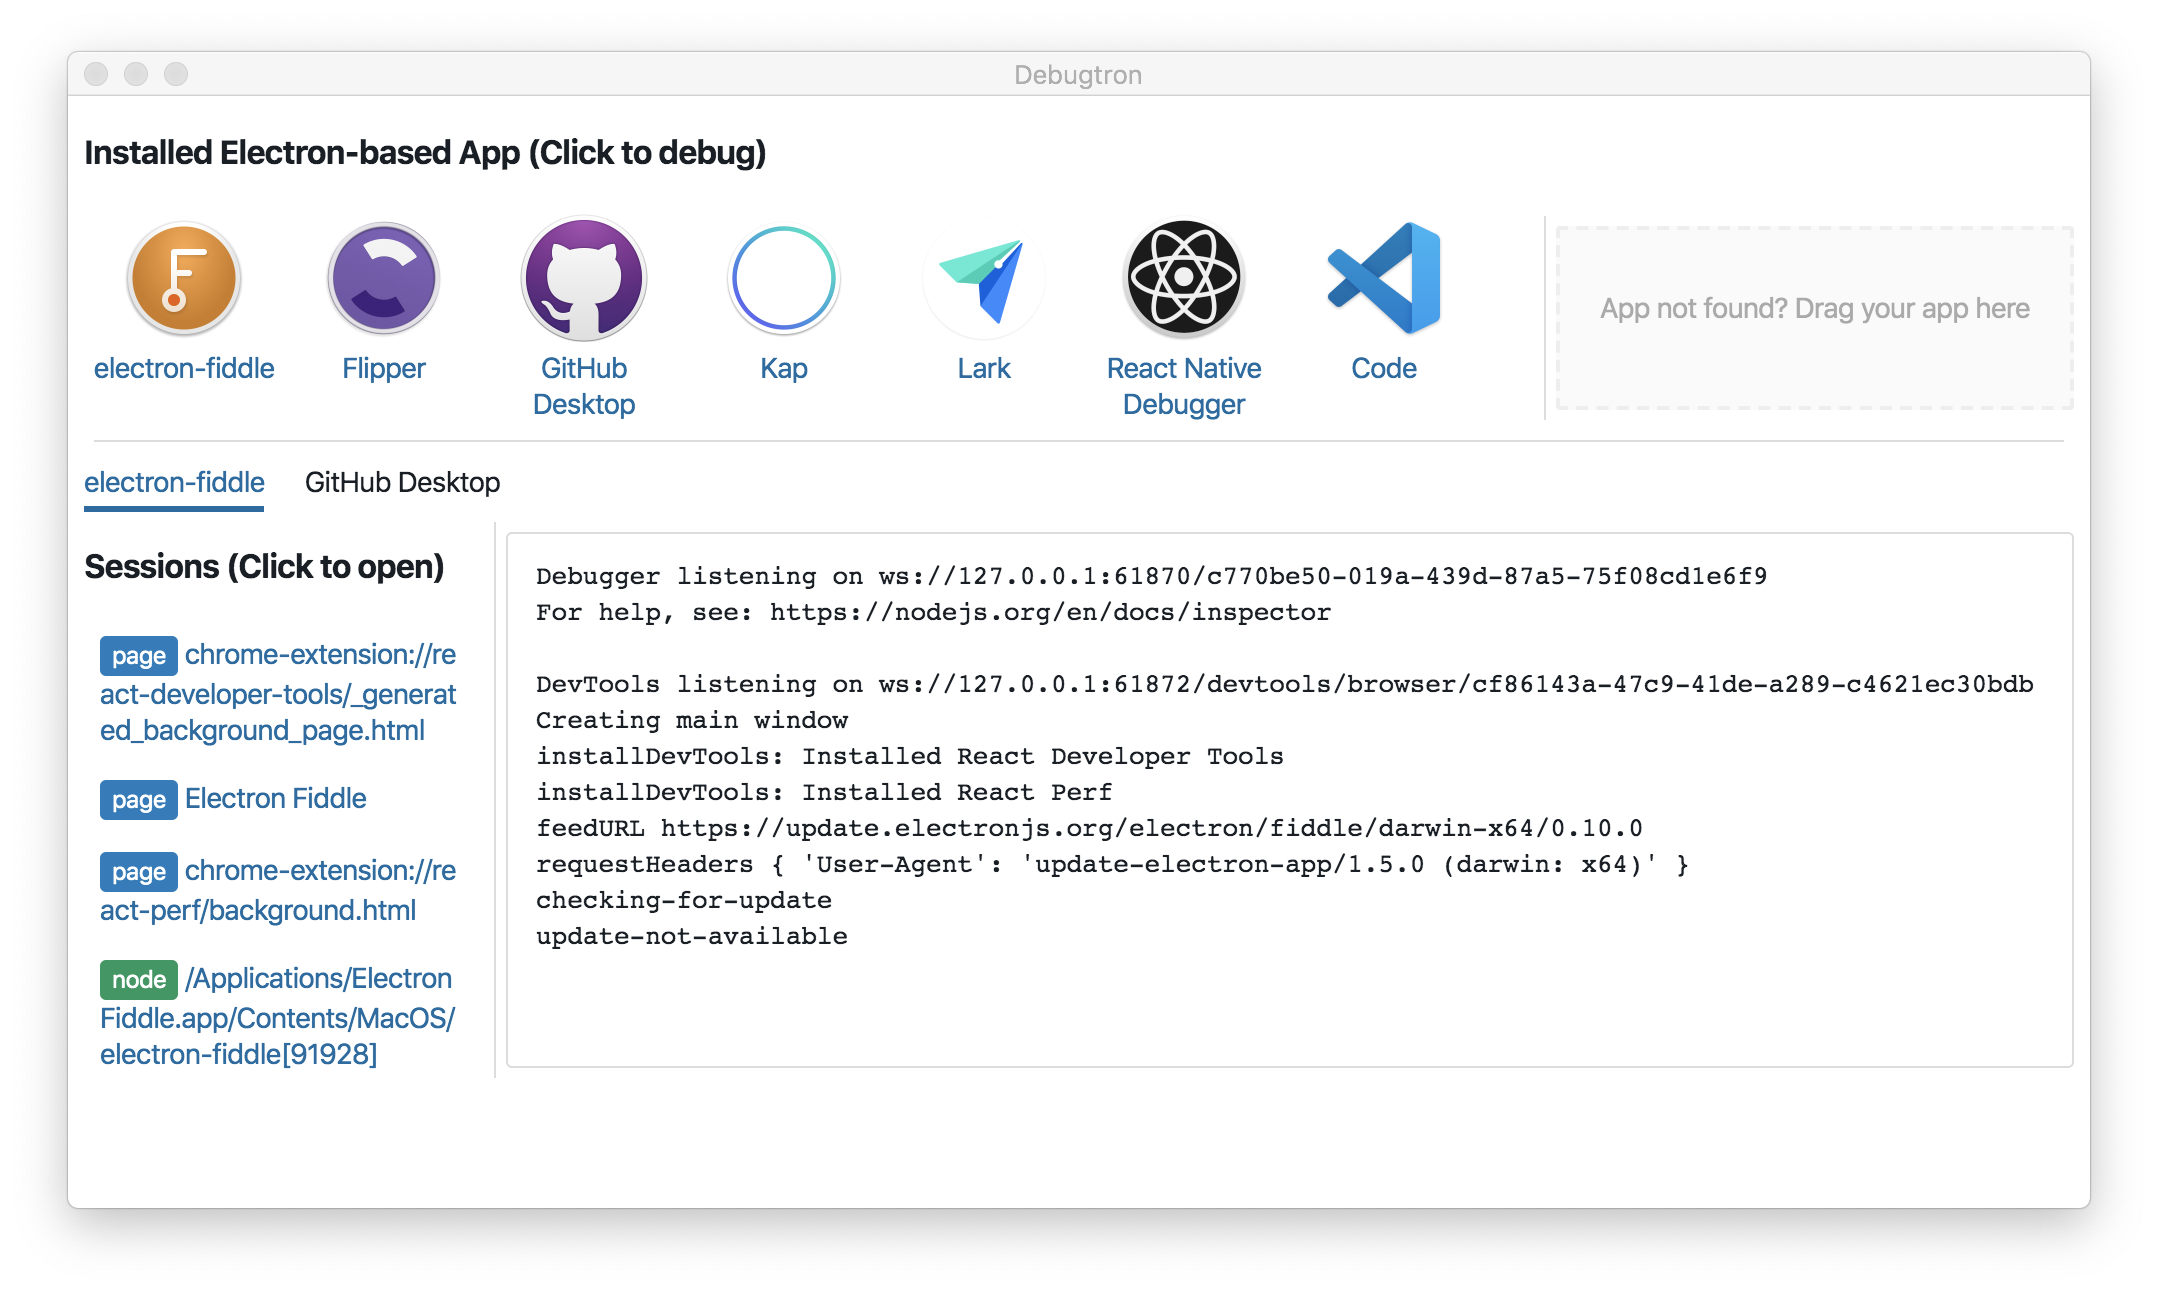 Debugtron
Installed Electron-based App (Click to debug)
electron-fiddle
Flipper
GitHub
Desktop
Kap
Lark
React Native
Debugger
Code
App not found? Drag your app here
electron-fiddle
GitHub Desktop
Sessions (Click to open)
page chrome-extension://re
act-developer-tools/_generat
ed_background_page.html
page Electron Fiddle
page chrome-extension://re
act-perf/background.html
node /Applications/Electron
Fiddle.app/Contents/MacOS/
electron-fiddle[91928]
Debugger listening on ws://127.0.0.1:61870/c770be50-019a-439d-87a5-75f08cd1e6f9
For help, see: https://nodejs.org/en/docs/inspector
DevTools listening on ws://127.0.0.1:61872/devtools/browser/cf86143a-47c9-41de-a289-c4621ec30bdb
Creating main window
installDevTools: Installed React Developer Tools
installDevTools: Installed React Perf
feedURL https://update.electronjs.org/electron/fiddle/darwin-x64/0.10.0
requestHeaders { 'User-Agent': 'update-electron-app/1.5.0 (darwin: x64)' }
checking-for-update
update-not-available